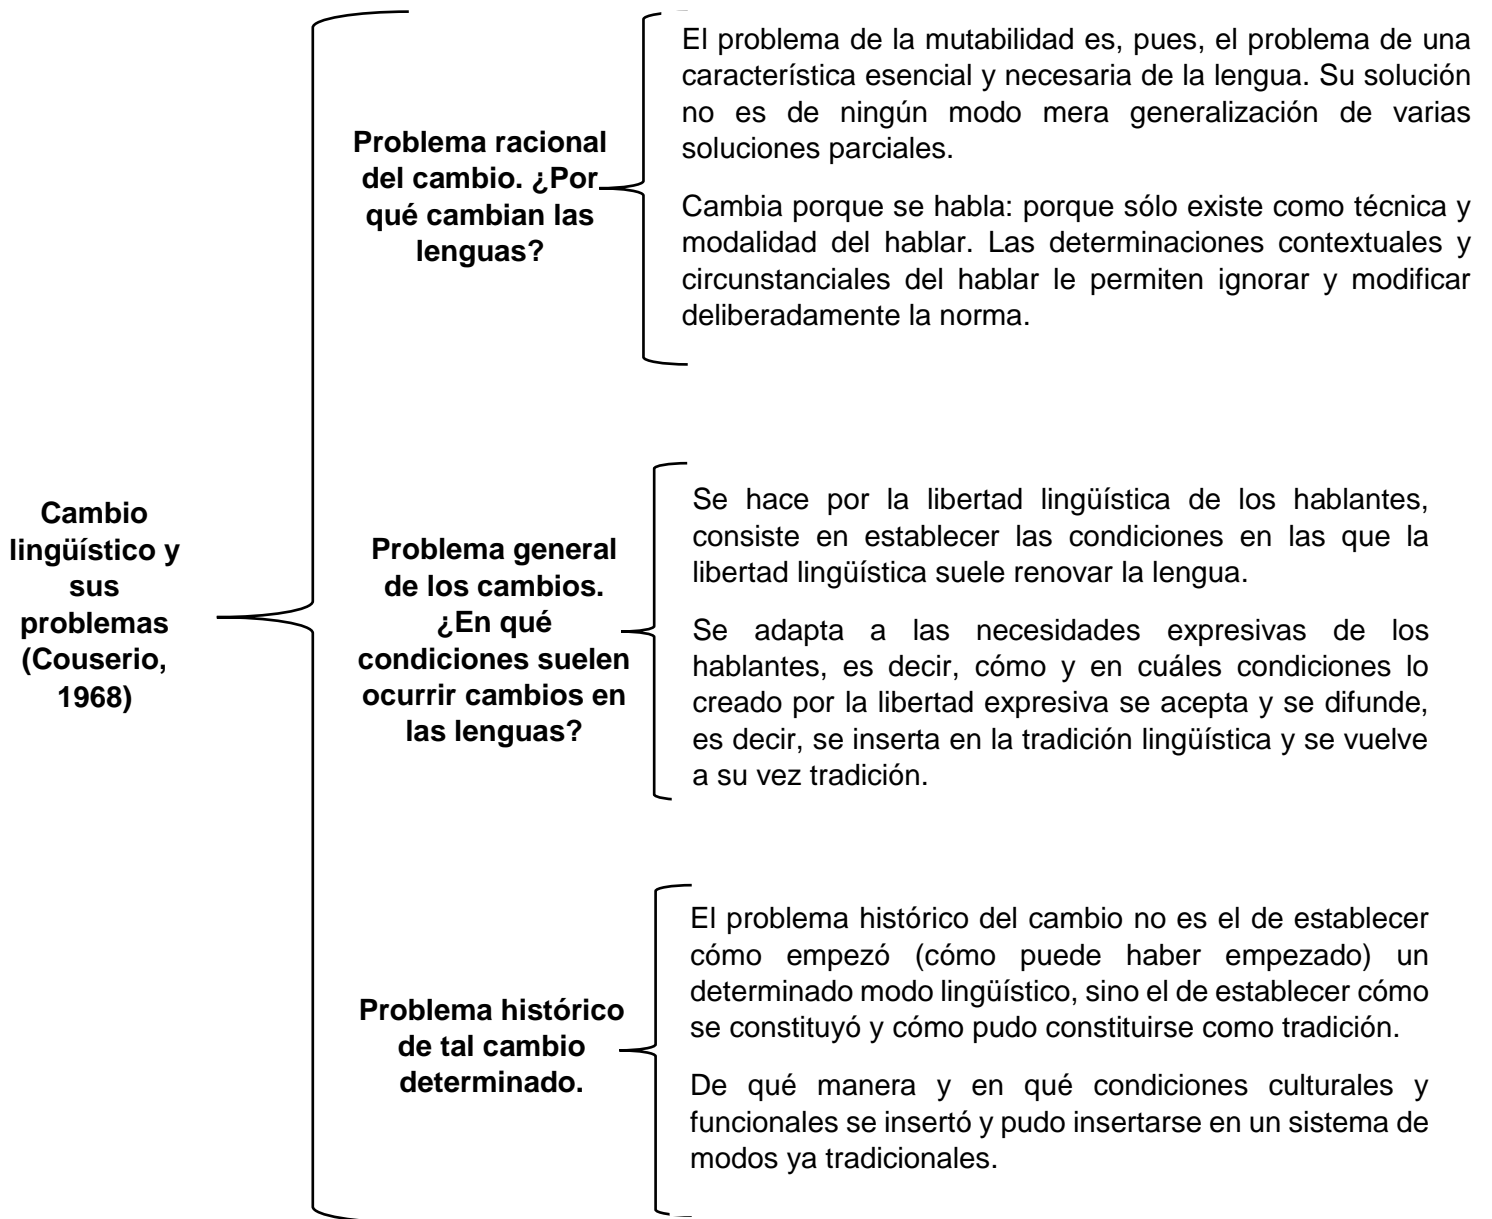 Cambio
lingüístico y
sus
problemas
(Couserio,
1968)
Problema racional
del cambio. ¿Por
qué cambian las
lenguas?
El problema de la mutabilidad es, pues, el problema de una
característica esencial y necesaria de la lengua. Su solución
no es de ningún modo mera generalización de varias
soluciones parciales.
Cambia porque se habla: porque sólo existe como técnica y
modalidad del hablar. Las determinaciones contextuales y
circunstanciales del hablar le permiten ignorar y modificar
deliberadamente la norma.
Problema general
de los cambios.
¿En qué
condiciones suelen
ocurrir cambios en
las lenguas?
Se hace por la libertad lingüística de los hablantes,
consiste en establecer las condiciones en las que la
libertad lingüística suele renovar la lengua.
Se adapta a las necesidades expresivas de los
hablantes, es decir, cómo y en cuáles condiciones lo
creado por la libertad expresiva se acepta y se difunde,
es decir, se inserta en la tradición lingüística y se vuelve
a su vez tradición.
Problema histórico
de tal cambio
determinado.
El problema histórico del cambio no es el de establecer
cómo empezó (cómo puede haber empezado) un
determinado modo lingüístico, sino el de establecer cómo
se constituyó y cómo pudo constituirse como tradición.
De qué manera y en qué condiciones culturales y
funcionales se insertó y pudo insertarse en un sistema de
modos ya tradicionales.